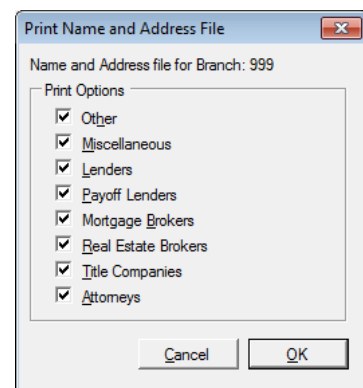 Print Name and Address File
Name and Address file for Branch: 999
Print Options
Other
Miscellaneous
Lenders
Payoff Lenders
Mortgage Brokers
Real Estate Brokers
Title Companies
Attorneys
Cancel OK